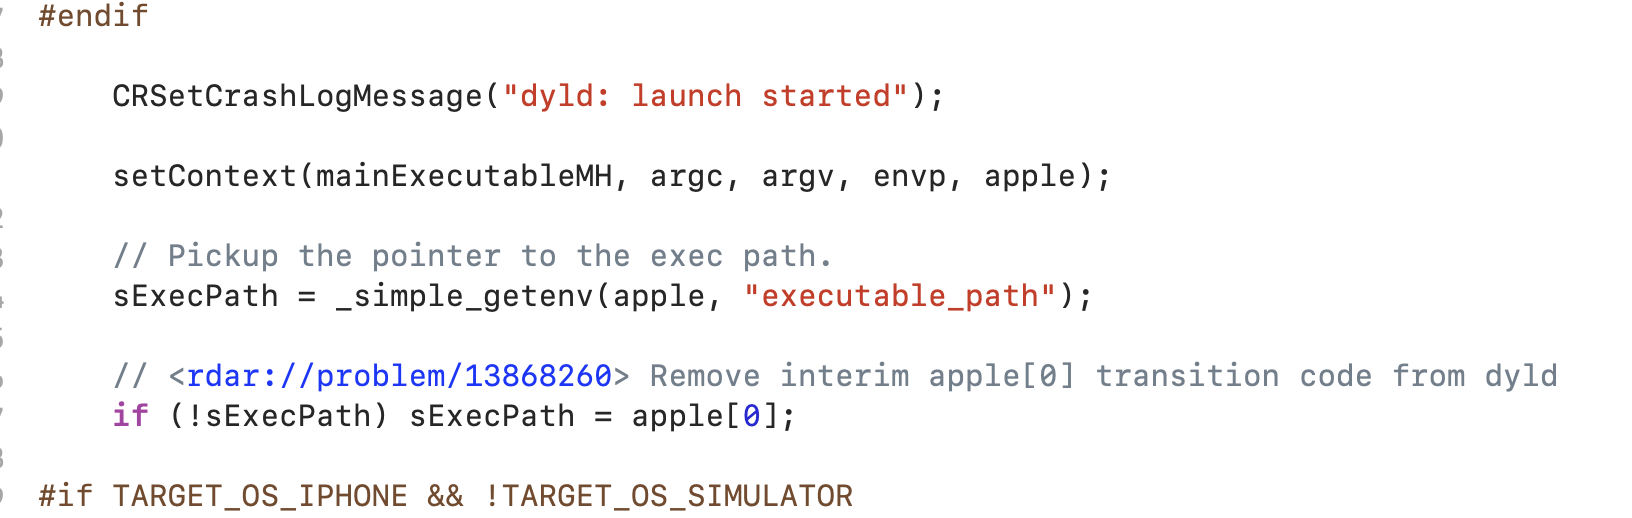 #endif
CRSetCrashLogMessage("dyld: launch started");
setContext(mainExecutableMH, argc, argv, envp, apple);
// Pickup the pointer to the exec path.
sExecPath = _simple_getenv(apple, "executable_path");
// <rdar://problem/13868260> Remove interim apple[0] transition code from dyld
if (!sExecPath) sExecPath = apple[0];
#if TARGET_OS_IPHONE && !TARGET_OS_SIMULATOR